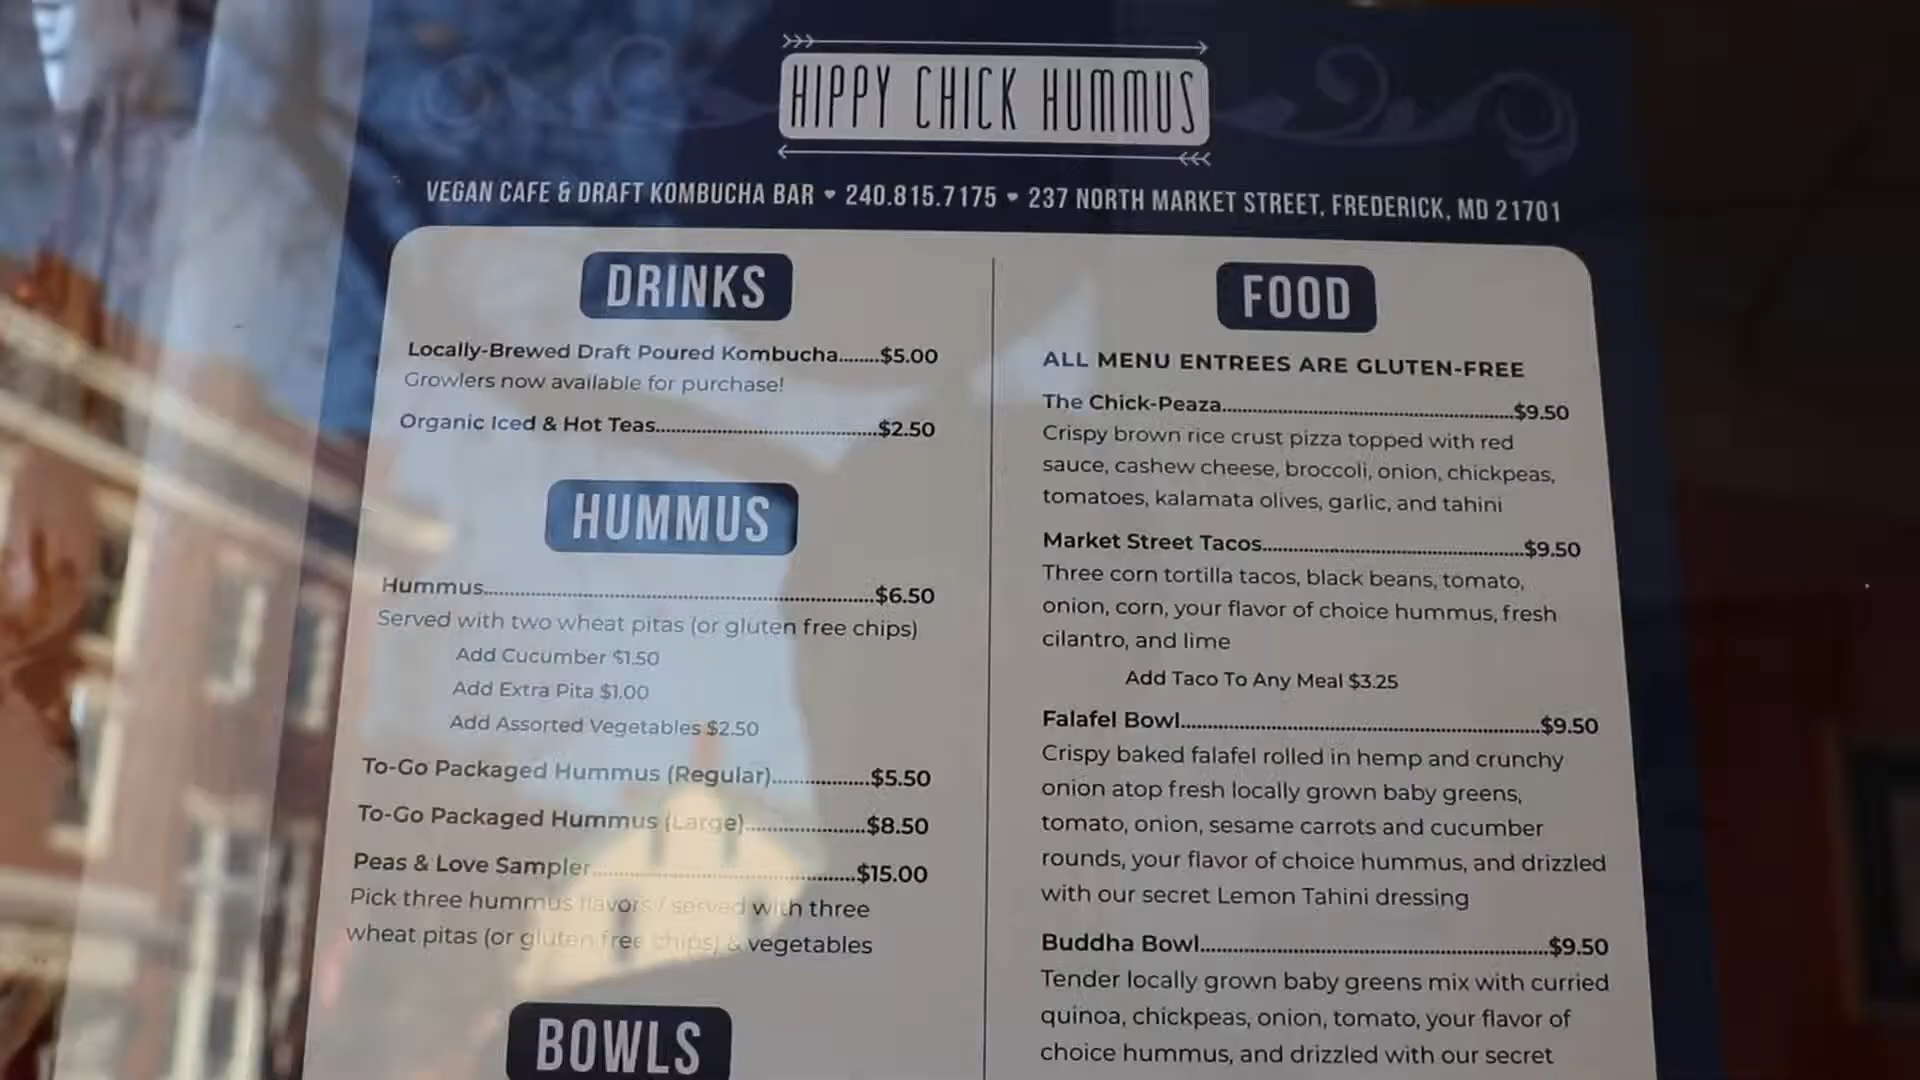 HIPPY CHICK HUMMUS
VEGAN CAFE & DRAFT KOMBUCHA BAR ♥ 240.815.7175 ♥ 237 NORTH MARKET STREET, FREDERICK, MD 21701
DRINKS
Locally-Brewed Draft Poured Kombucha........$5.00
Growlers now available for purchase!
Organic Iced & Hot Teas..........................................$2.50
HUMMUS
Hummus..........................................................................$6.50
Served with two wheat pitas (or gluten free chips)
Add Cucumber $1.50
Add Extra Pita $1.00
Add Assorted Vegetables $2.50
To-Go Packaged Hummus (Regular)..................$5.50
To-Go Packaged Hummus (Large).......................$8.50
Peas & Love Sampler..................................................$15.00
Pick three hummus flavors / served with three
wheat pitas (or gluten free chips) & vegetables
BOWLS
FOOD
ALL MENU ENTREES ARE GLUTEN-FREE
The Chick-Peaza........................................................$9.50
Crispy brown rice crust pizza topped with red
sauce, cashew cheese, broccoli, onion, chickpeas,
tomatoes, kalamata olives, garlic, and tahini
Market Street Tacos..................................................$9.50
Three corn tortilla tacos, black beans, tomato,
onion, corn, your flavor of choice hummus, fresh
cilantro, and lime
Add Taco To Any Meal $3.25
Falafel Bowl..................................................................$9.50
Crispy baked falafel rolled in hemp and crunchy
onion atop fresh locally grown baby greens,
tomato, onion, sesame carrots and cucumber
rounds, your flavor of choice hummus, and drizzled
with our secret Lemon Tahini dressing
Buddha Bowl................................................................$9.50
Tender locally grown baby greens mix with curried
quinoa, chickpeas, onion, tomato, your flavor of
choice hummus, and drizzled with our secret